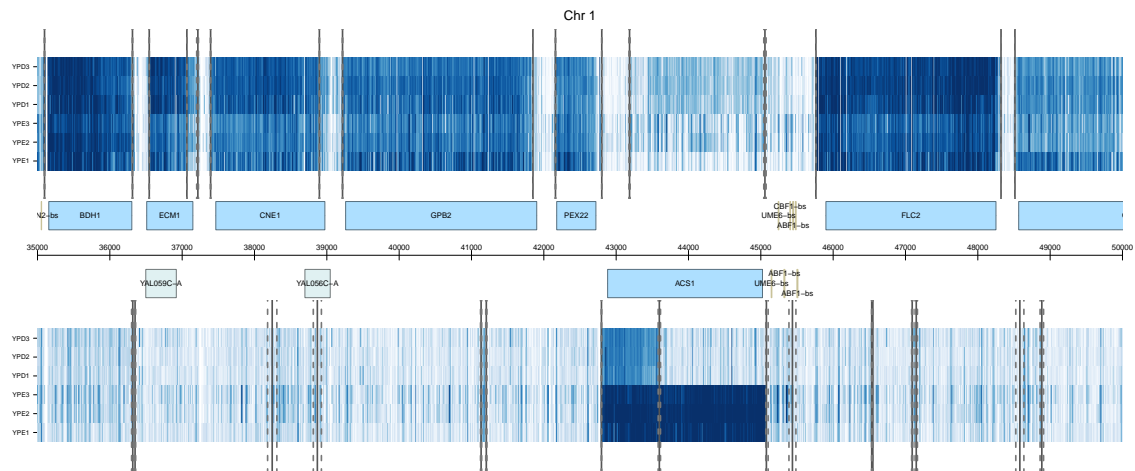 Chr 1
YPD3
YPD2
YPD1
YPE3
YPE2
YPE1
CBF1−bs
N2−bs BDH1 ECM1 CNE1 GPB2 PEX22 UME6−bs FLC2
ABF1−bs
35000 36000 37000 38000 39000 40000 41000 42000 43000 44000 45000 46000 47000 48000 49000 50000
ABF1−bs
YAL059C−A YAL056C−A ACS1 UME6−bs
ABF1−bs
YPD3
YPD2
YPD1
YPE3
YPE2
YPE1